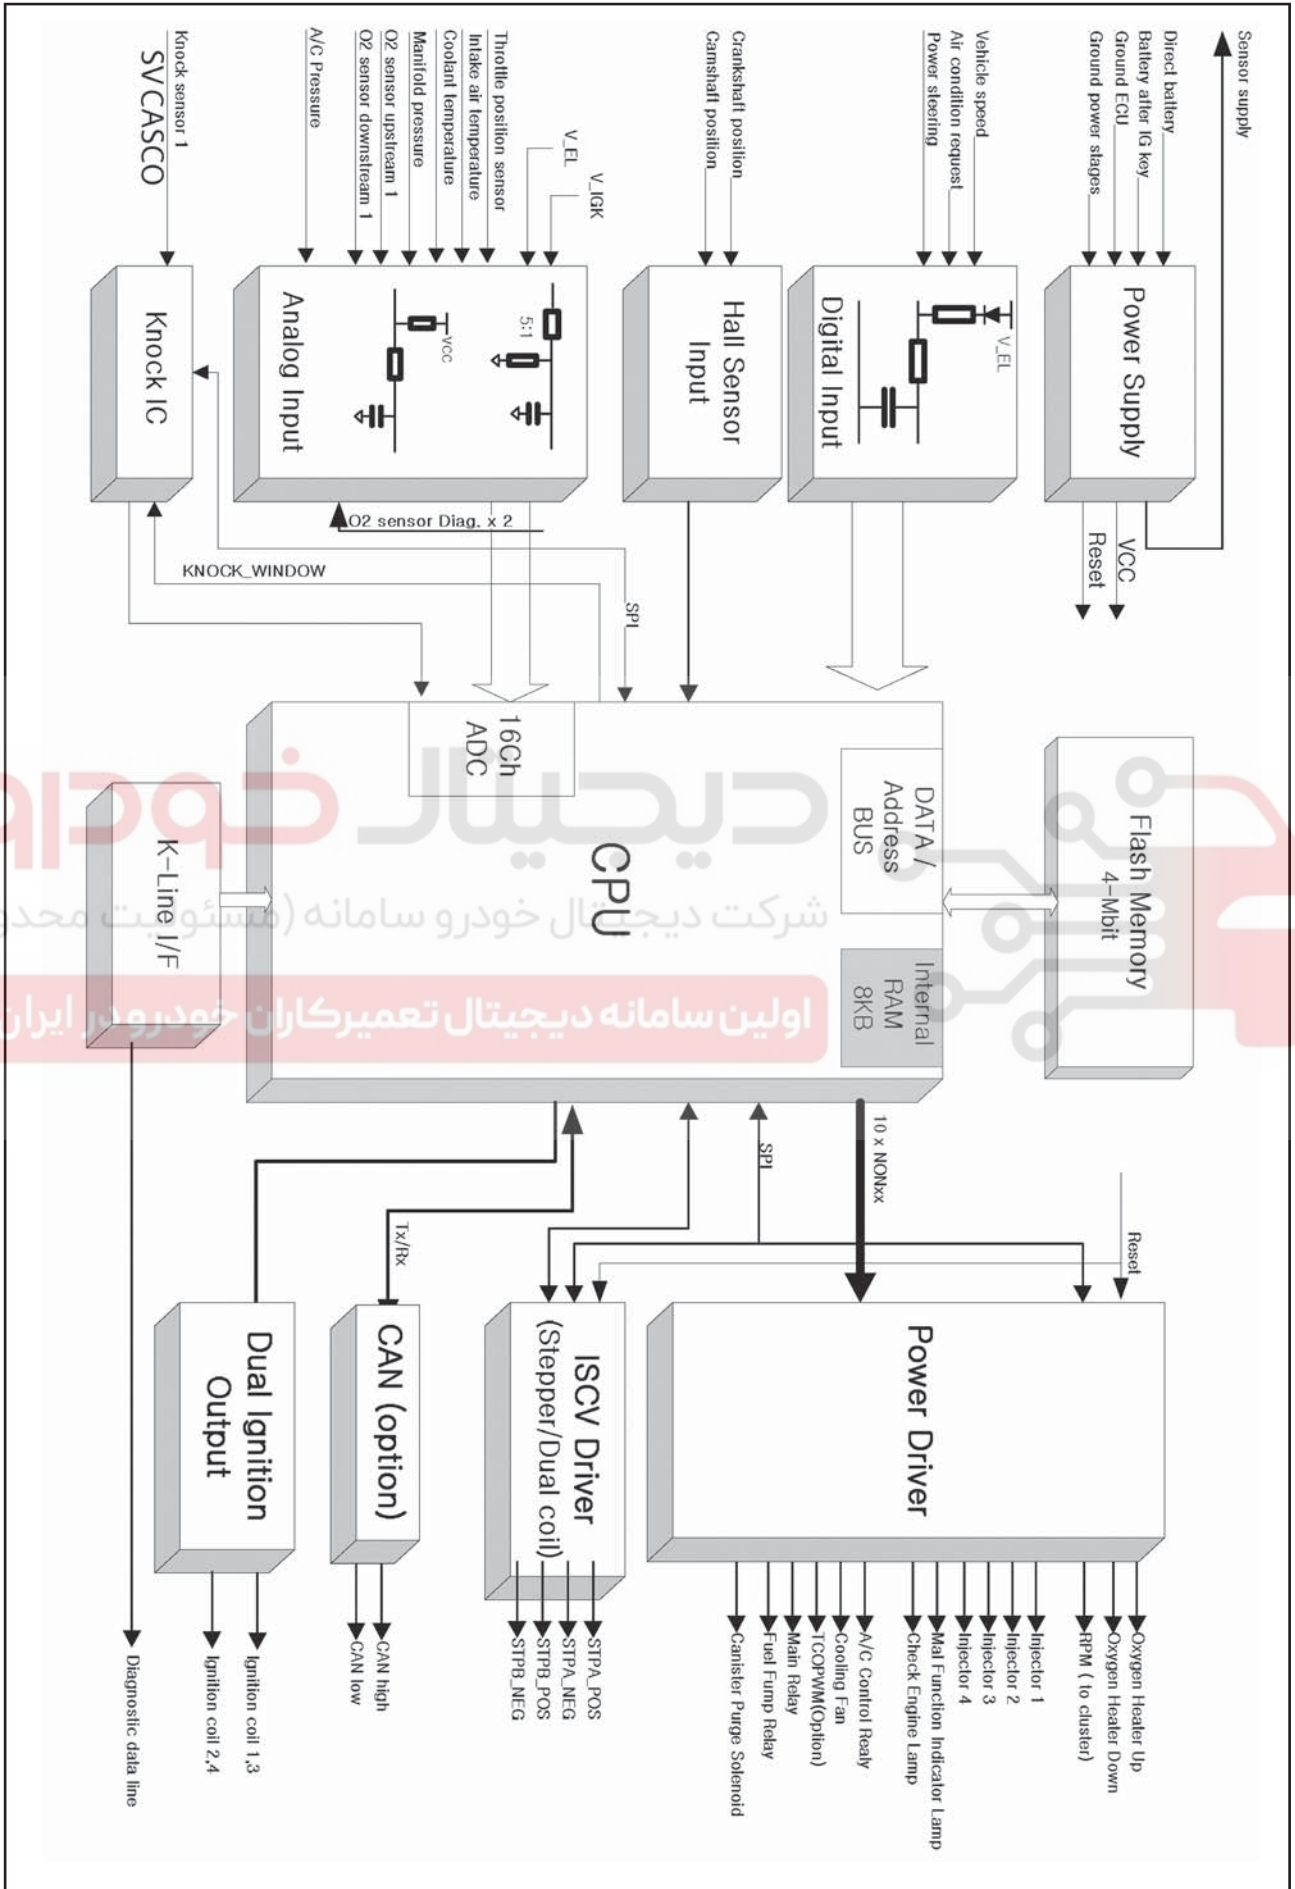 Sensor supply
Direct battery
Battery after IG key
Ground ECU
Ground power stages
Power Supply
VCC
Reset
Vehicle speed
Air condition request
Power steering
V_EL
Digital Input
Crankshaft position
Camshaft position
Hall Sensor
Input
V_IGK
V_EL
Throttle position sensor
Intake air temperature
Coolant temperature
Manifold pressure
O2 sensor upstream 1
O2 sensor downstream 1
A/C Pressure
5:1
VCC
Analog Input
O2 sensor Diag. x 2
Knock sensor 1
SVCASCO
Knock IC
KNOCK_WINDOW
SPI
Flash Memory
4-Mbit
DATA /
Address
BUS
Internal
RAM
8KB
16Ch
ADC
CPU
K-Line I/F
دیجیتال خودرو
شرکت دیجیتال خودرو سامانه (مسئولیت محدو
اولین سامانه دیجیتال تعمیرکاران خودرو در ایران
10 x NONxx
SPI
Reset
Tx/Rx
Power Driver
Oxygen Healer Up
Oxygen Healer Down
RPM ( to cluster)
Injector 1
Injector 2
Injector 3
Injector 4
Mal Function Indicator Lamp
Check Engine Lamp
A/C Control Realy
Cooling Fan
TCOPWM(Option)
Main Relay
Fuel Fump Relay
Canister Purge Solenoid
ISCV Driver
(Stepper/Dual coil)
STPA_POS
STPA_NEG
STPB_POS
STPB_NEG
CAN (option)
CAN high
CAN low
Dual Ignition
Output
Ignition coil 1,3
Ignition coil 2,4
Diagnostic data line